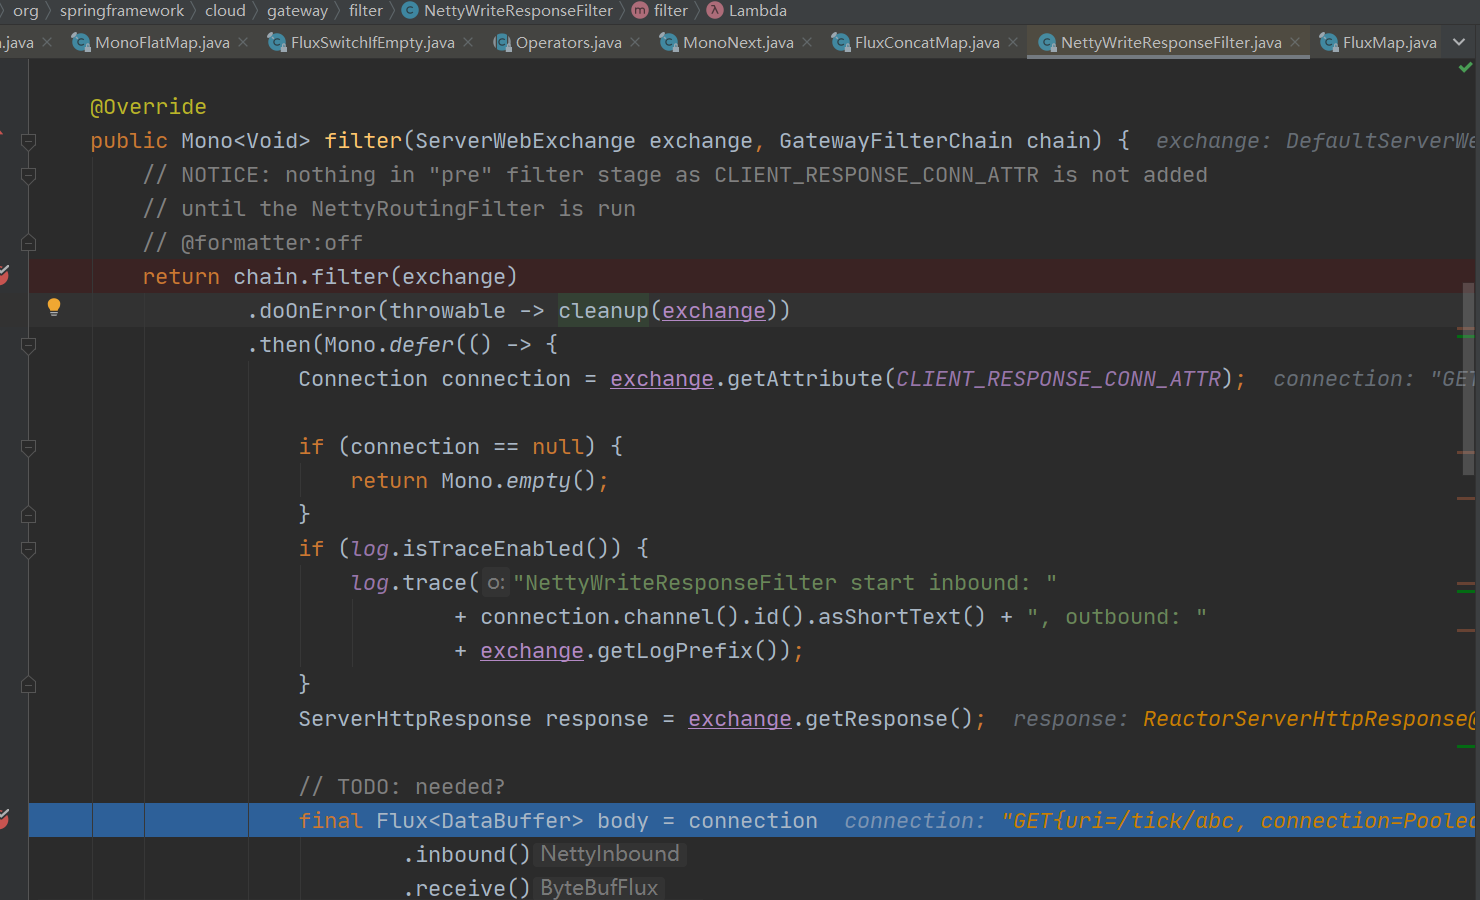 org springframework cloud gateway filter NettyWriteResponseFilter filter Lambda
.java MonoFlatMap.java FluxSwitchIfEmpty.java Operators.java MonoNext.java FluxConcatMap.java NettyWriteResponseFilter.java FluxMap.java
@Override
public Mono<Void> filter(ServerWebExchange exchange, GatewayFilterChain chain) { exchange: DefaultServerWe
// NOTICE: nothing in "pre" filter stage as CLIENT_RESPONSE_CONN_ATTR is not added
// until the NettyRoutingFilter is run
// @formatter:off
return chain.filter(exchange)
.doOnError(throwable -> cleanup(exchange))
.then(Mono.defer(() -> {
Connection connection = exchange.getAttribute(CLIENT_RESPONSE_CONN_ATTR); connection: "GET
if (connection == null) {
return Mono.empty();
}
if (log.isTraceEnabled()) {
log.trace( o: "NettyWriteResponseFilter start inbound: "
+ connection.channel().id().asShortText() + ", outbound: "
+ exchange.getLogPrefix());
}
ServerHttpResponse response = exchange.getResponse(); response: ReactorServerHttpResponse@
// TODO: needed?
final Flux<DataBuffer> body = connection connection: "GET{uri=/tick/abc, connection=Pooled
.inbound() NettyInbound
.receive() ByteBufFlux